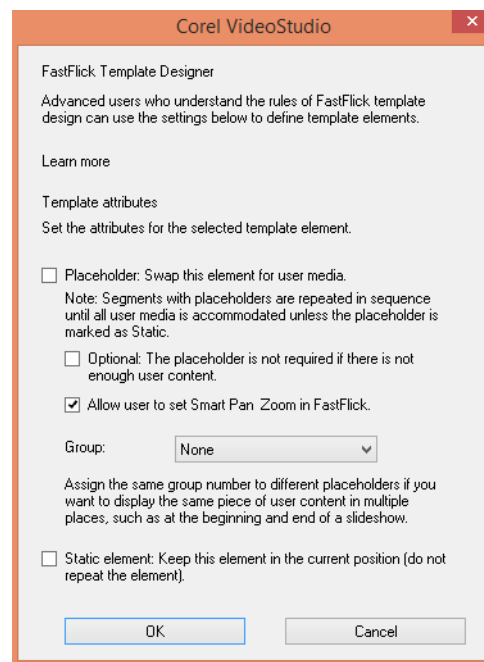 Corel VideoStudio
FastFlick Template Designer
Advanced users who understand the rules of FastFlick template
design can use the settings below to define template elements.
Learn more
Template attributes
Set the attributes for the selected template element.
Placeholder: Swap this element for user media.
Note: Segments with placeholders are repeated in sequence
until all user media is accommodated unless the placeholder is
marked as Static.
Optional: The placeholder is not required if there is not
enough user content.
Allow user to set Smart Pan Zoom in FastFlick.
Group:
None
Assign the same group number to different placeholders if you
want to display the same piece of user content in multiple
places, such as at the beginning and end of a slideshow.
Static element: Keep this element in the current position (do not
repeat the element).
OK
Cancel